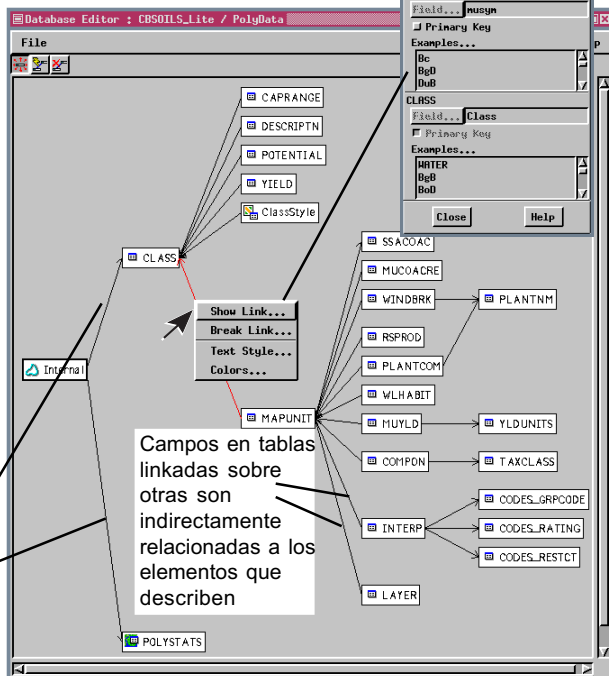 Database Editor : CBSOILS_Lite / PolyData
File
Field... musym
Primary Key
Examples...
Bc
BgD
DuB
CLASS
Field... Class
Primary Key
Examples...
WATER
BgB
BoD
Close Help
p
CAPRANGE
DESCRIPTN
POTENTIAL
YIELD
ClassStyle
CLASS
Show Link...
Break Link...
Text Style...
Colors...
Internal
MAPUNIT
SSACOAC
MUCOACRE
WINDBRK
PLANTNM
RSPROD
PLANTCOM
WLHABIT
MUYLD
YLDUNITS
COMPON
TAXCLASS
INTERP
CODES_GRPCODE
CODES_RATING
CODES_RESTCT
LAYER
POLYSTATS
Campos en tablas
linkadas sobre
otras son
indirectamente
relacionadas a los
elementos que
describen